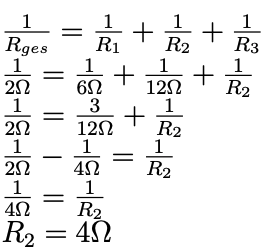 1/R_ges = 1/R_1 + 1/R_2 + 1/R_3
1/2Ω = 1/6Ω + 1/12Ω + 1/R_2
1/2Ω = 3/12Ω + 1/R_2
1/2Ω − 1/4Ω = 1/R_2
1/4Ω = 1/R_2
R_2 = 4Ω